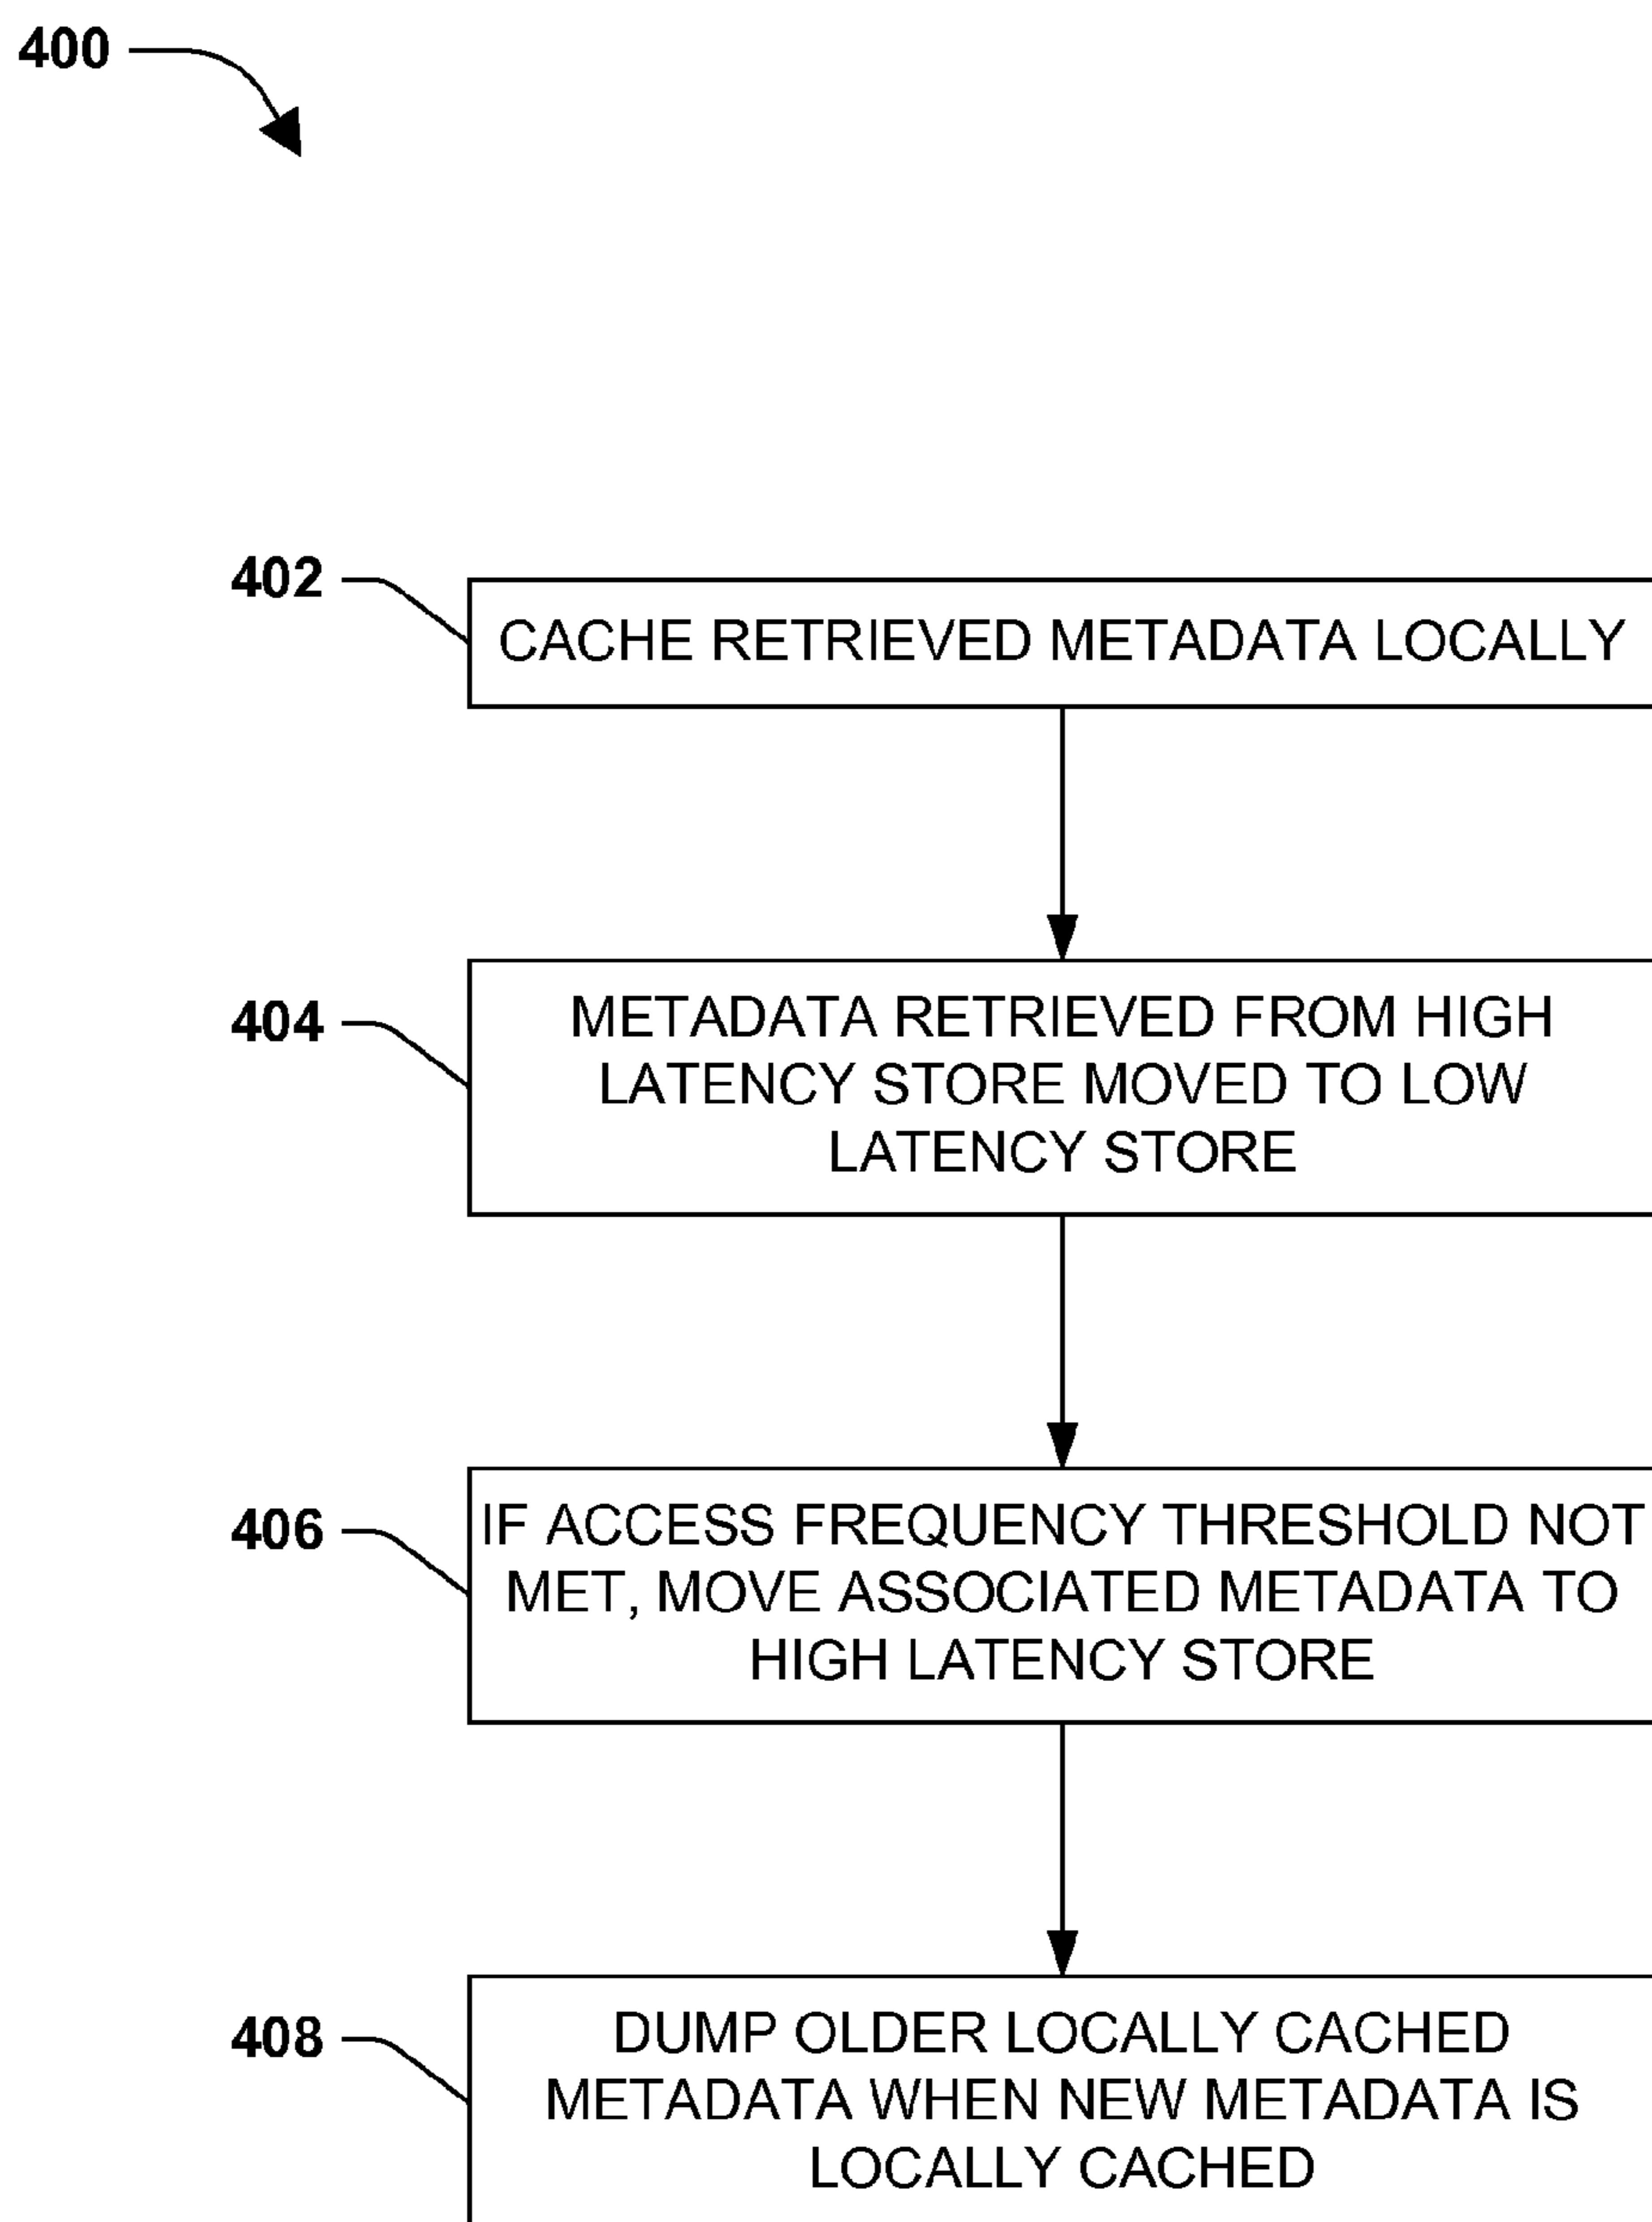 400
402
CACHE RETRIEVED METADATA LOCALLY
404
METADATA RETRIEVED FROM HIGH
LATENCY STORE MOVED TO LOW
LATENCY STORE
406
IF ACCESS FREQUENCY THRESHOLD NOT
MET, MOVE ASSOCIATED METADATA TO
HIGH LATENCY STORE
408
DUMP OLDER LOCALLY CACHED
METADATA WHEN NEW METADATA IS
LOCALLY CACHED